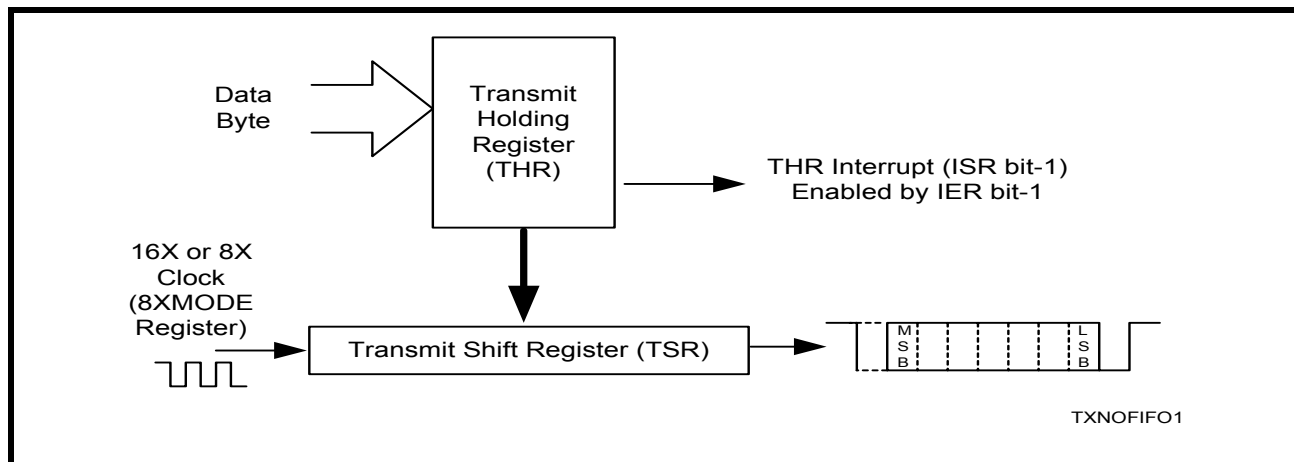 Data
Byte
Transmit
Holding
Register
(THR)
THR Interrupt (ISR bit-1)
Enabled by IER bit-1
16X or 8X
Clock
(8XMODE
Register)
Transmit Shift Register (TSR)
M
S
B
L
S
B
TXNOFIFO1